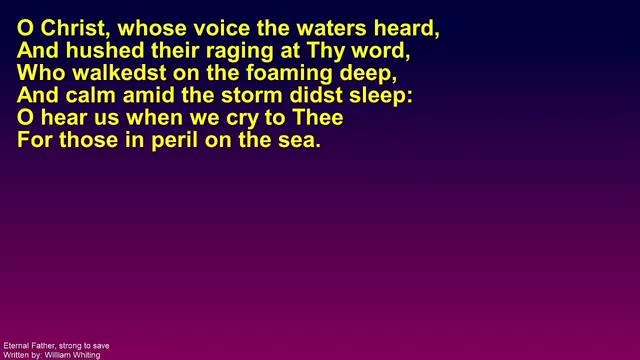 O Christ, whose voice the waters heard,
And hushed their raging at Thy word,
Who walkedst on the foaming deep,
And calm amid the storm didst sleep:
O hear us when we cry to Thee
For those in peril on the sea.
Eternal Father, strong to save
Written by: William Whiting